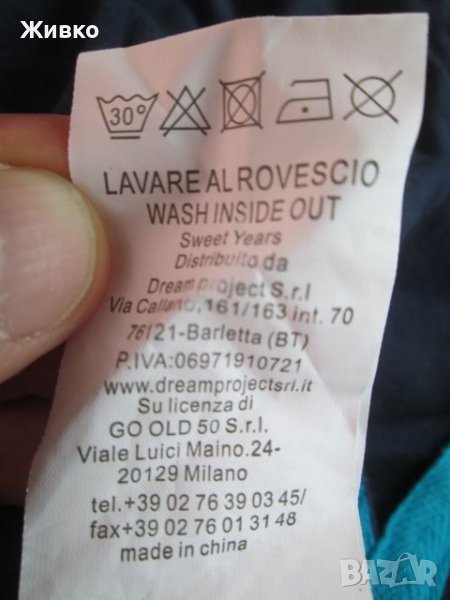 Живко
30°
LAVARE AL ROVESCIO
WASH INSIDE OUT
Sweet Years
Distribuito da
Dreamproject S.r.l
Via Callano,161/163 int. 70
76121-Barletta (BT)
P.IVA:06971910721
www.dreamprojectsrl.it
Su licenza di
GO OLD 50 S.r.l.
Viale Luici Maino.24-
20129 Milano
tel.+39 02 76 39 03 45/
fax+39 02 76 01 31 48
made in china
bazar